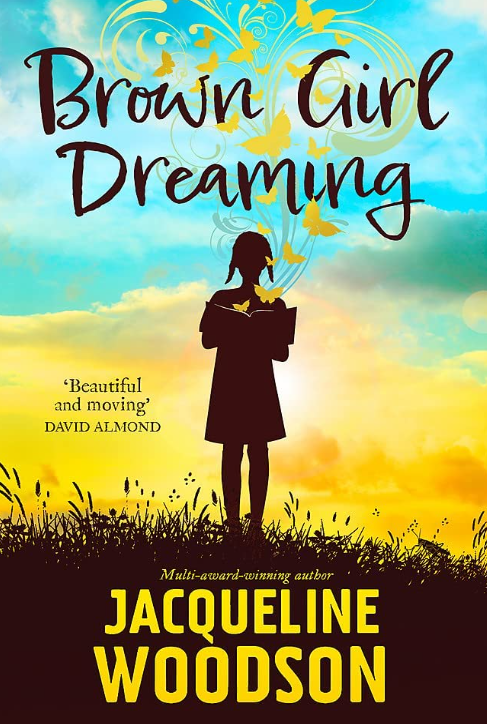 Brown Girl
Dreaming
‘Beautiful
and moving’
DAVID ALMOND
Multi-award-winning author
JACQUELINE
WOODSON